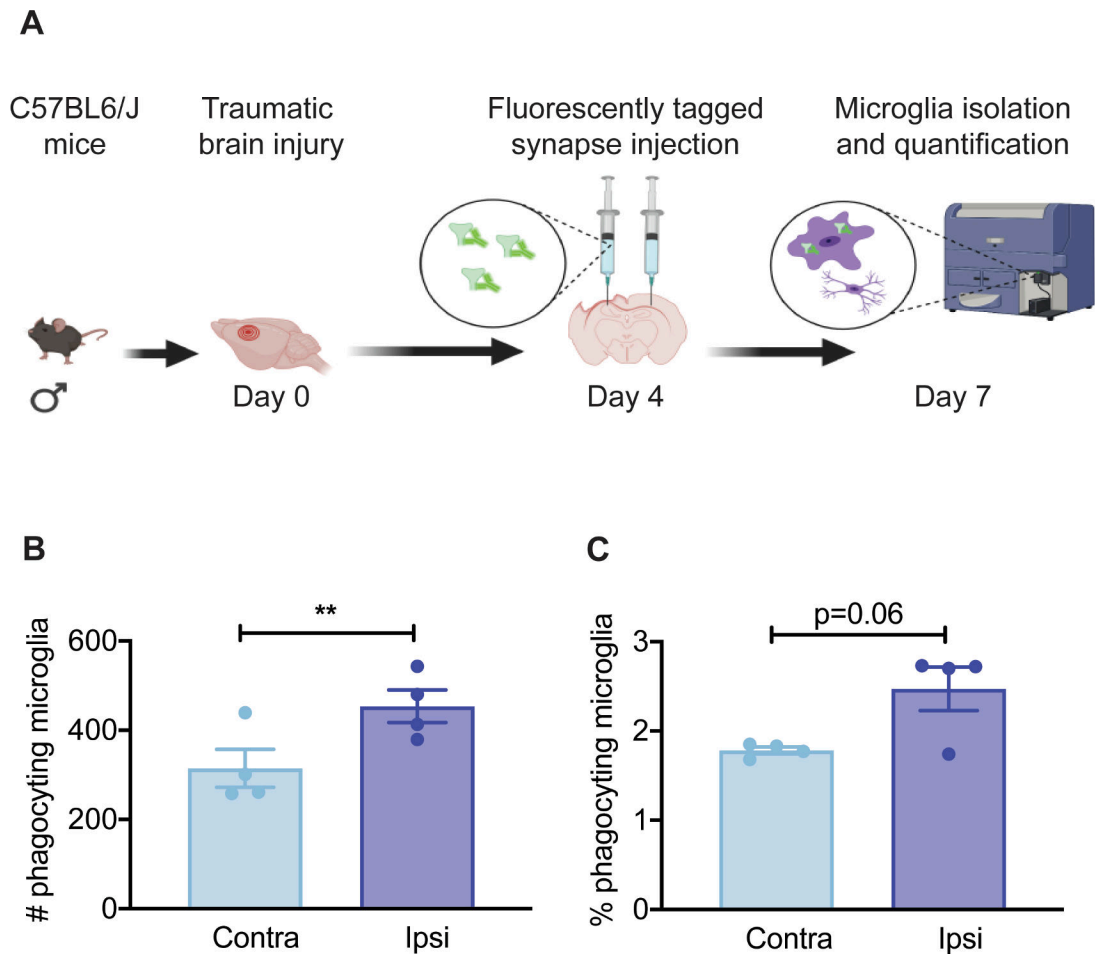 A
C57BL6/J
mice
Traumatic
brain injury
Fluorescently tagged
synapse injection
Microglia isolation
and quantification
♂
Day 0
Day 4
Day 7
B
# phagocyting microglia
600
400
200
0
**
Contra
Ipsi
C
% phagocyting microglia
3
2
1
0
p=0.06
Contra
Ipsi